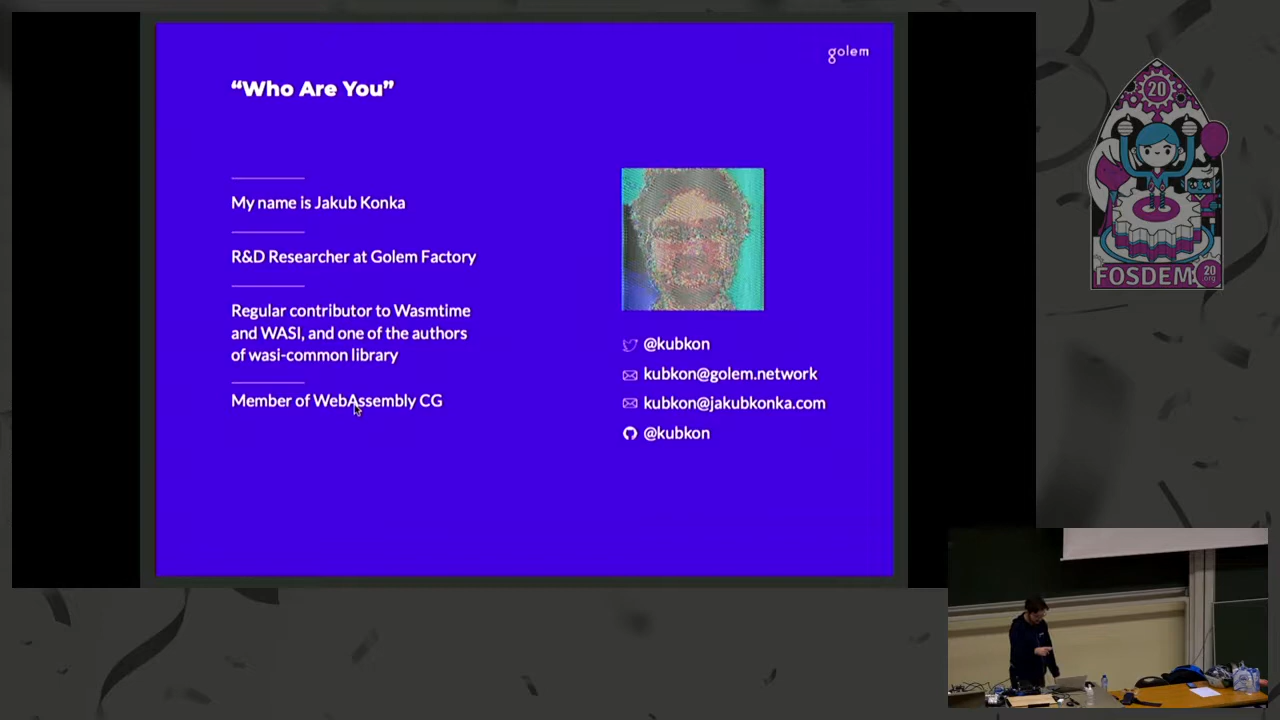 golem
“Who Are You”
My name is Jakub Konka
R&D Researcher at Golem Factory
Regular contributor to Wasmtime
and WASI, and one of the authors
of wasi-common library
Member of WebAssembly CG
@kubkon
kubkon@golem.network
kubkon@jakubkonka.com
@kubkon
20
FOSDEM
20
.org